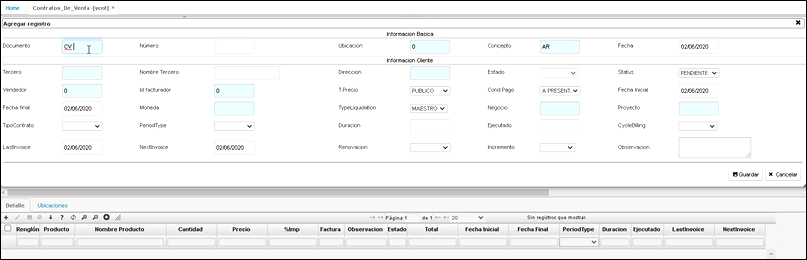 Home Contratos_De_Venta -[vcnt] ×
Agregar registro
Informacion Basica
Documento CV Número Ubicación 0 Concepto AR Fecha 02/06/2020
Informacion Cliente
Tercero Nombre Tercero Direccion Estado Status PENDIENTE
Vendedor 0 Id facturador 0 T.Precio PUBLICO Cond.Pago A PRESENT. Fecha Inicial 02/06/2020
Fecha final 02/06/2020 Moneda TypeLiquidation MAESTRO Negocio Proyecto
TipoContrato PeriodType Duracion Ejecutado CycleBilling
LastInvoice 02/06/2020 NextInvoice 02/06/2020 Renovacion Incremento Observacion
Guardar Cancelar
Detalle Ubicaciones
Página 1 de 1 20 Sin registros que mostrar
Renglón Producto Nombre Producto Cantidad Precio %Imp Factura Observacion Estado Total Fecha Inicial Fecha Final PeriodType Duracion Ejecutado LastInvoice NextInvoice